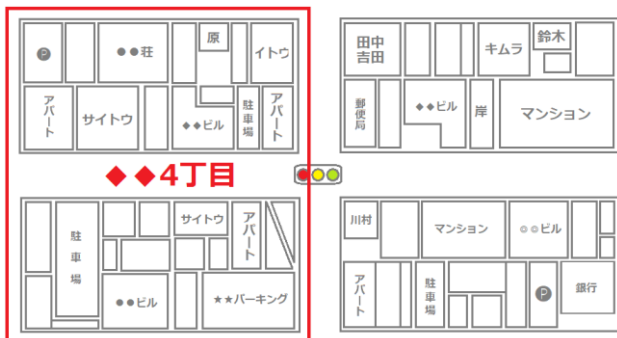 P
●●荘
原
イトウ
アパート
サイトウ
◆◆ビル
駐車場
アパート
田中
吉田
キムラ
鈴木
郵便局
◆◆ビル
岸
マンション
◆◆4丁目
駐車場
サイトウ
アパート
●●ビル
★★パーキング
川村
マンション
◎◎ビル
アパート
駐車場
P
銀行